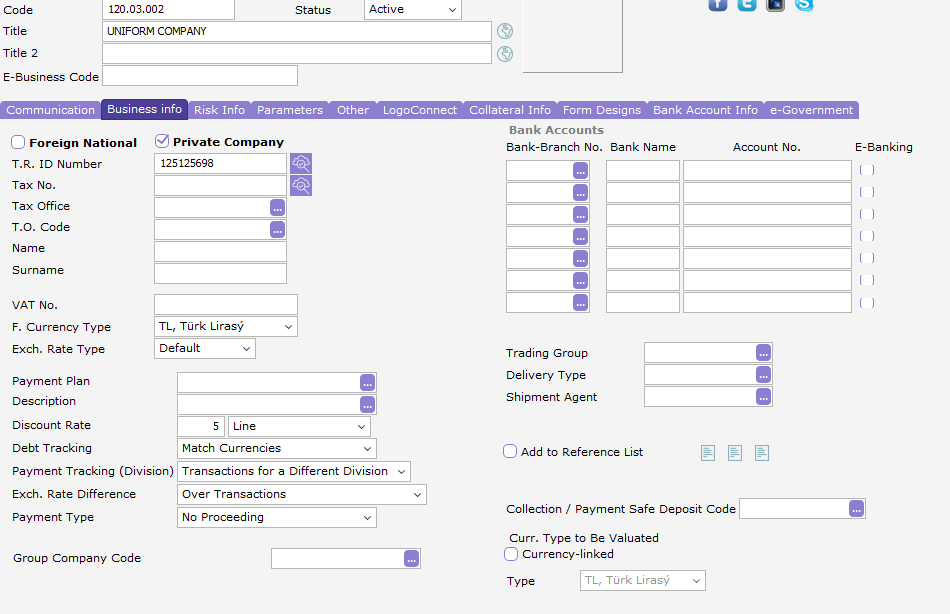 Code 120.03.002 Status Active
Title UNIFORM COMPANY
Title 2
E-Business Code
Communication Business info Risk Info Parameters Other LogoConnect Collateral Info Form Designs Bank Account Info e-Government
Foreign National Private Company
T.R. ID Number 125125698
Tax No.
Tax Office ...
T.O. Code ...
Name
Surname
VAT No.
F. Currency Type TL, Türk Lirasý
Exch. Rate Type Default
Payment Plan ...
Description ...
Discount Rate 5 Line
Debt Tracking Match Currencies
Payment Tracking (Division) Transactions for a Different Division
Exch. Rate Difference Over Transactions
Payment Type No Proceeding
Group Company Code ...
Bank Accounts
Bank-Branch No. Bank Name Account No. E-Banking
...
...
...
...
...
...
...
Trading Group ...
Delivery Type ...
Shipment Agent ...
Add to Reference List
Collection / Payment Safe Deposit Code ...
Curr. Type to Be Valuated
Currency-linked
Type TL, Türk Lirasý